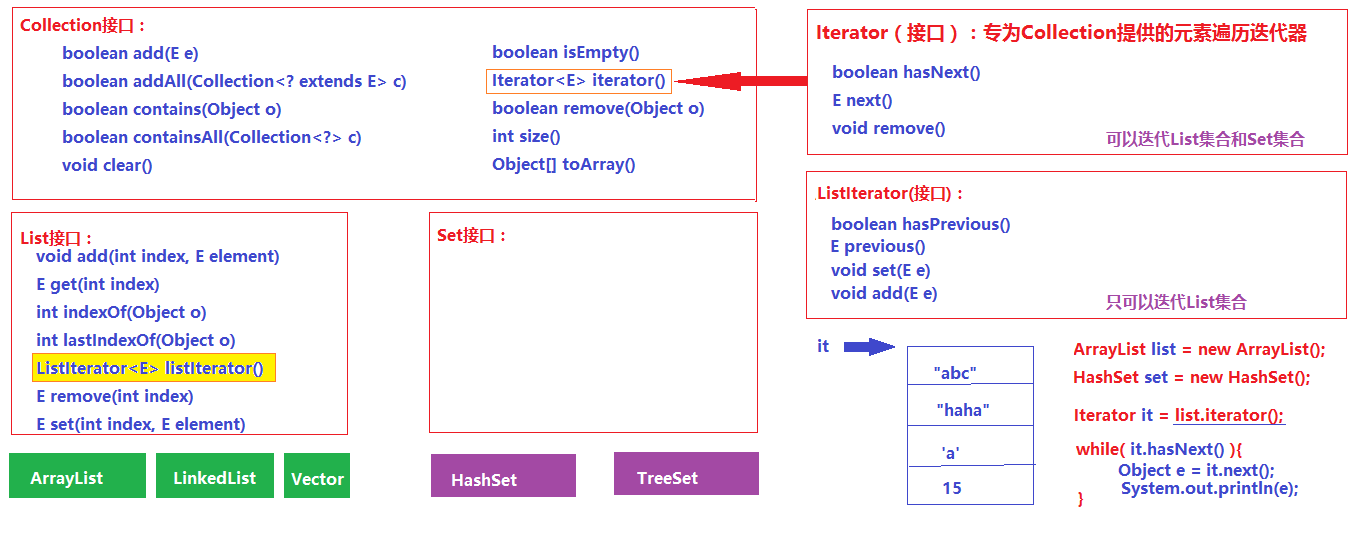 Collection接口：
boolean add(E e)
boolean addAll(Collection<? extends E> c)
boolean contains(Object o)
boolean containsAll(Collection<?> c)
void clear()
boolean isEmpty()
Iterator<E> iterator()
boolean remove(Object o)
int size()
Object[] toArray()
Iterator（接口）：专为Collection提供的元素遍历迭代器
boolean hasNext()
E next()
void remove()
可以迭代List集合和Set集合
List接口：
void add(int index, E element)
E get(int index)
int indexOf(Object o)
int lastIndexOf(Object o)
ListIterator<E> listIterator()
E remove(int index)
E set(int index, E element)
Set接口：
ListIterator(接口)：
boolean hasPrevious()
E previous()
void set(E e)
void add(E e)
只可以迭代List集合
ArrayList
LinkedList
Vector
HashSet
TreeSet
it
"abc"
"haha"
'a'
15
ArrayList list = new ArrayList();
HashSet set = new HashSet();
Iterator it = list.iterator();
while( it.hasNext() ){
Object e = it.next();
System.out.println(e);
}